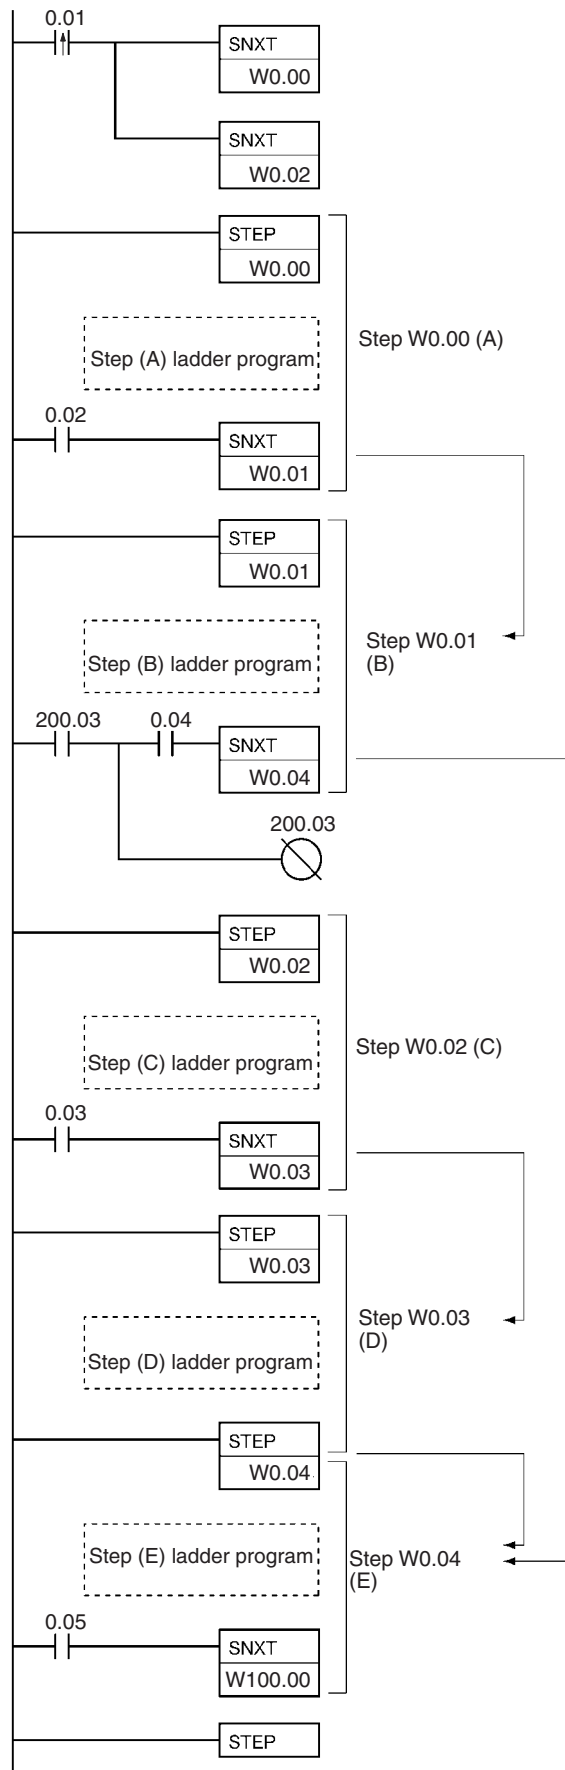 0.01
SNXT
W0.00
SNXT
W0.02
STEP
W0.00
Step W0.00 (A)
Step (A) ladder program
0.02
SNXT
W0.01
STEP
W0.01
Step W0.01
(B)
Step (B) ladder program
200.03
0.04
SNXT
W0.04
200.03
STEP
W0.02
Step W0.02 (C)
Step (C) ladder program
0.03
SNXT
W0.03
STEP
W0.03
Step W0.03
(D)
Step (D) ladder program
STEP
W0.04
Step (E) ladder program
Step W0.04
(E)
0.05
SNXT
W100.00
STEP